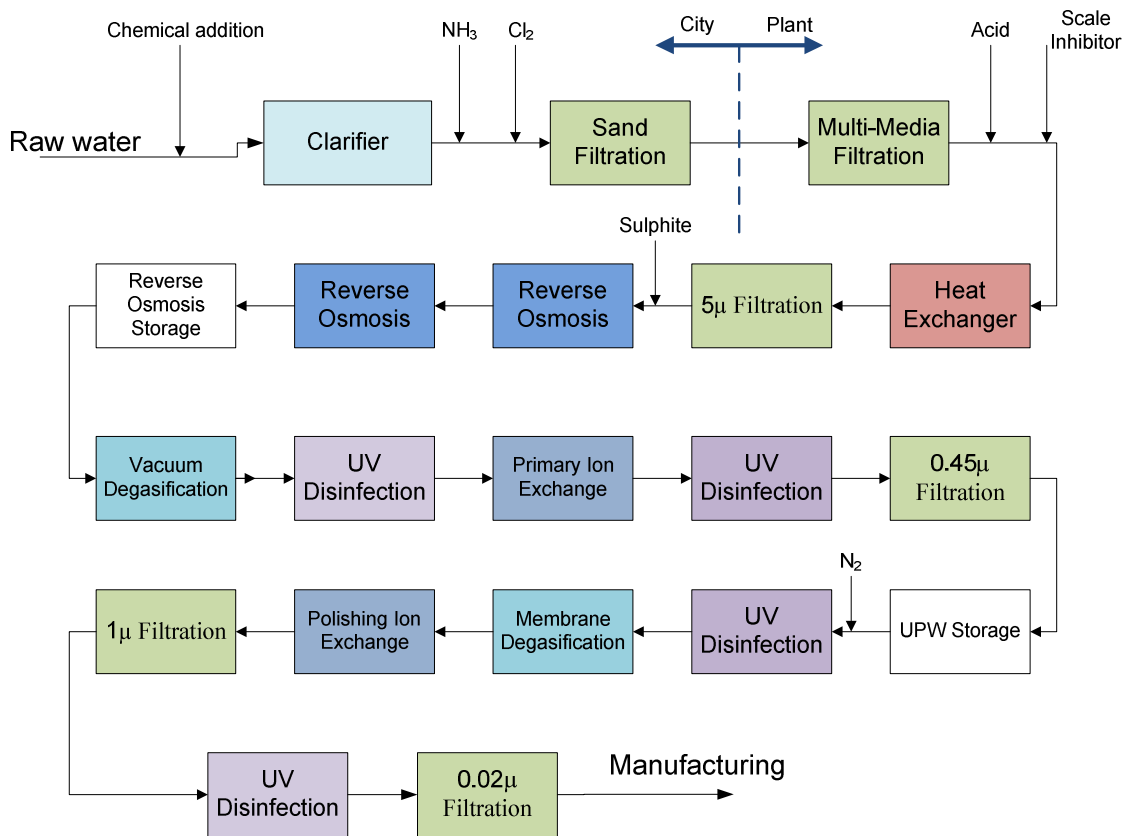 Chemical addition
NH₃
Cl₂
City
Plant
Acid
Scale
Inhibitor
Raw water
Clarifier
Sand
Filtration
Multi-Media
Filtration
Sulphite
Reverse
Osmosis
Storage
Reverse
Osmosis
Reverse
Osmosis
5μ Filtration
Heat
Exchanger
Vacuum
Degasification
UV
Disinfection
Primary Ion
Exchange
UV
Disinfection
0.45μ
Filtration
N₂
1μ Filtration
Polishing Ion
Exchange
Membrane
Degasification
UV
Disinfection
UPW Storage
UV
Disinfection
0.02μ
Filtration
Manufacturing